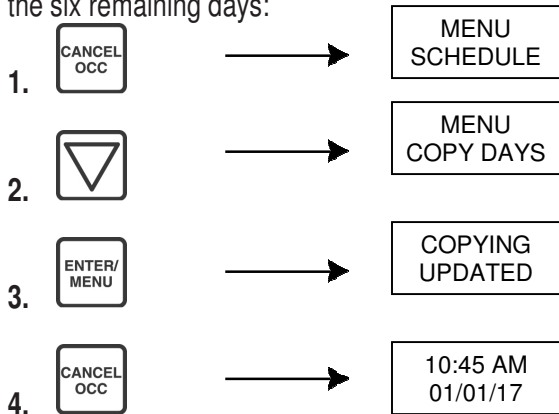 the six remaining days:
1.
CANCEL
OCC
MENU
SCHEDULE
2.
MENU
COPY DAYS
3.
ENTER/
MENU
COPYING
UPDATED
4.
CANCEL
OCC
10:45 AM
01/01/17